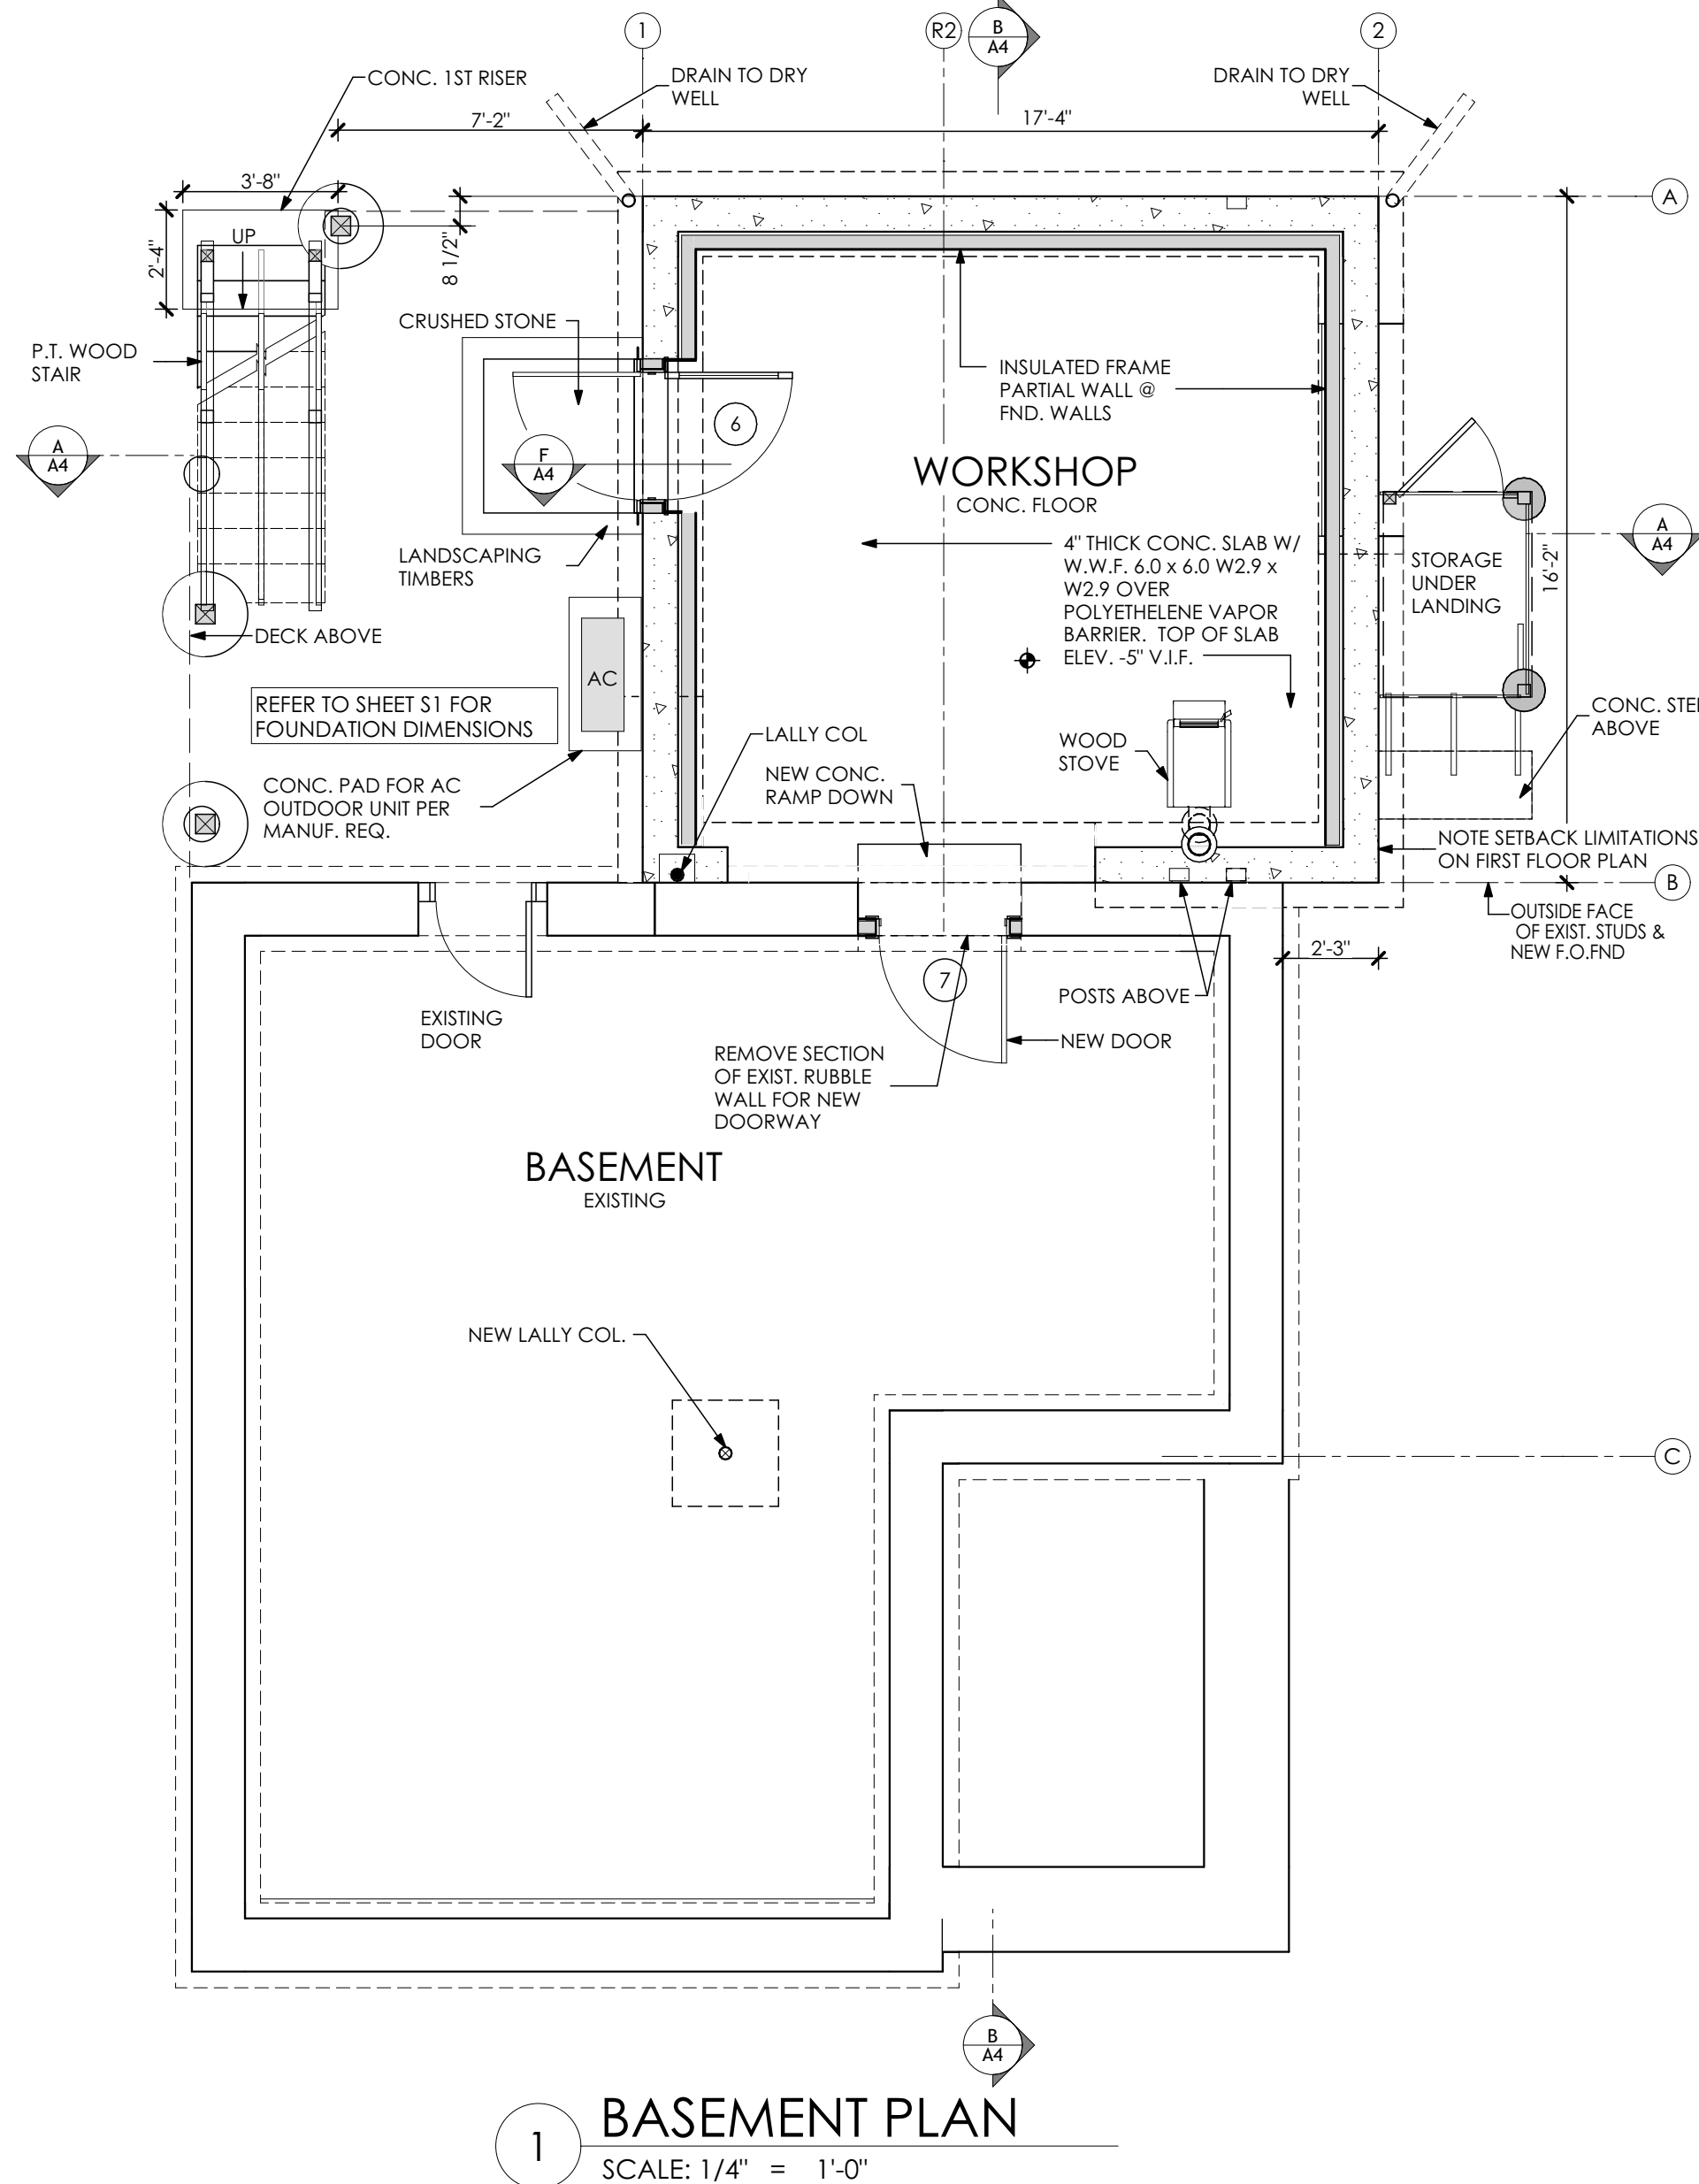 1
R2
B
A4
2
CONC. 1ST RISER
DRAIN TO DRY
WELL
DRAIN TO DRY
WELL
7'-2"
17'-4"
3'-8"
A
UP
2'-4"
8 1/2"
CRUSHED STONE
P.T. WOOD
STAIR
INSULATED FRAME
PARTIAL WALL @
FND. WALLS
6
A
A4
F
A4
WORKSHOP
CONC. FLOOR
LANDSCAPING
TIMBERS
4" THICK CONC. SLAB W/
W.W.F. 6.0 x 6.0 W2.9 x
W2.9 OVER
POLYETHELENE VAPOR
BARRIER. TOP OF SLAB
ELEV. -5" V.I.F.
STORAGE
UNDER
LANDING
16'-2"
A
A4
DECK ABOVE
AC
REFER TO SHEET S1 FOR
FOUNDATION DIMENSIONS
LALLY COL
WOOD
STOVE
CONC. STE
ABOVE
NEW CONC.
RAMP DOWN
CONC. PAD FOR AC
OUTDOOR UNIT PER
MANUF. REQ.
NOTE SETBACK LIMITATIONS
ON FIRST FLOOR PLAN
B
OUTSIDE FACE
OF EXIST. STUDS &
NEW F.O.FND
2'-3"
7
POSTS ABOVE
EXISTING
DOOR
NEW DOOR
REMOVE SECTION
OF EXIST. RUBBLE
WALL FOR NEW
DOORWAY
BASEMENT
EXISTING
NEW LALLY COL.
C
B
A4
1
BASEMENT PLAN
SCALE: 1/4" = 1'-0"